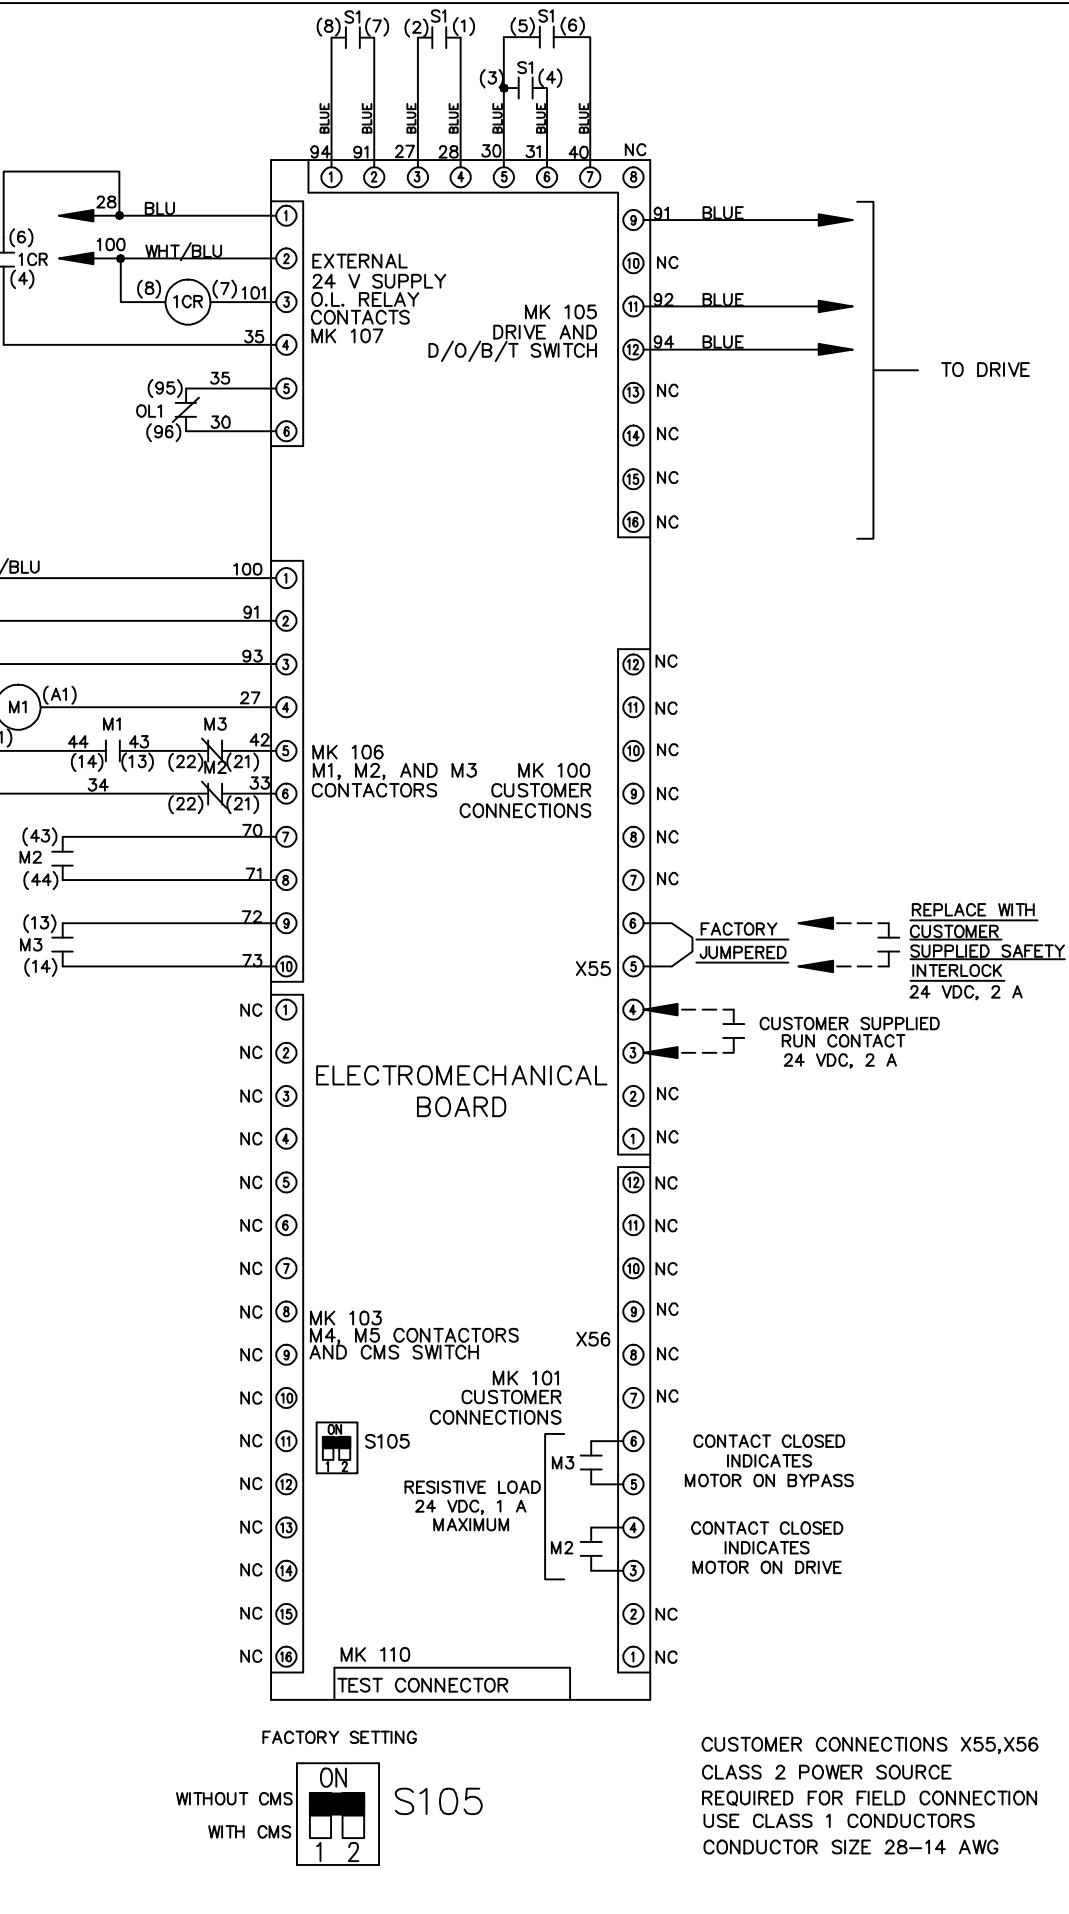 (8) S1 (7) (2) S1 (1) (5) S1 (6)
(3) S1 (4)
BLUE BLUE BLUE BLUE BLUE BLUE BLUE
94 91 27 28 30 31 40 NC
1 2 3 4 5 6 7 8
28 BLU 1
100 WHT/BLU 2
(6)
1CR
(4)
(8) 1CR (7) 101 3
35 4
(95) 35 5
OL1
(96) 30 6
EXTERNAL
24 V SUPPLY
O.L. RELAY
CONTACTS
MK 107
MK 105
DRIVE AND
D/O/B/T SWITCH
9 91 BLUE
10 NC
11 92 BLUE
12 94 BLUE
13 NC
14 NC
15 NC
16 NC
TO DRIVE
/BLU 100 1
91 2
93 3
M1 (A1) 27 4
1)
M1 M3
44 43 42 5
(14) (13) (22) (21)
M2
34 33 6
(22) (21)
(43) 70 7
M2
(44) 71 8
(13) 72 9
M3
(14) 73 10
MK 106
M1, M2, AND M3
CONTACTORS
MK 100
CUSTOMER
CONNECTIONS
12 NC
11 NC
10 NC
9 NC
8 NC
7 NC
6
X55 5
4
3
2 NC
1 NC
FACTORY
JUMPERED
REPLACE WITH
CUSTOMER
SUPPLIED SAFETY
INTERLOCK
24 VDC, 2 A
CUSTOMER SUPPLIED
RUN CONTACT
24 VDC, 2 A
ELECTROMECHANICAL
BOARD
NC 1
NC 2
NC 3
NC 4
NC 5
NC 6
NC 7
NC 8
NC 9
NC 10
NC 11
NC 12
NC 13
NC 14
NC 15
NC 16
MK 103
M4, M5 CONTACTORS
AND CMS SWITCH
ON
1 2
S105
12 NC
11 NC
10 NC
9 NC
X56
8 NC
7 NC
MK 101
CUSTOMER
CONNECTIONS
6
M3
5
4
M2
3
2 NC
1 NC
RESISTIVE LOAD
24 VDC, 1 A
MAXIMUM
CONTACT CLOSED
INDICATES
MOTOR ON BYPASS
CONTACT CLOSED
INDICATES
MOTOR ON DRIVE
MK 110
TEST CONNECTOR
FACTORY SETTING
ON
WITHOUT CMS
WITH CMS
1 2
S105
CUSTOMER CONNECTIONS X55,X56
CLASS 2 POWER SOURCE
REQUIRED FOR FIELD CONNECTION
USE CLASS 1 CONDUCTORS
CONDUCTOR SIZE 28–14 AWG